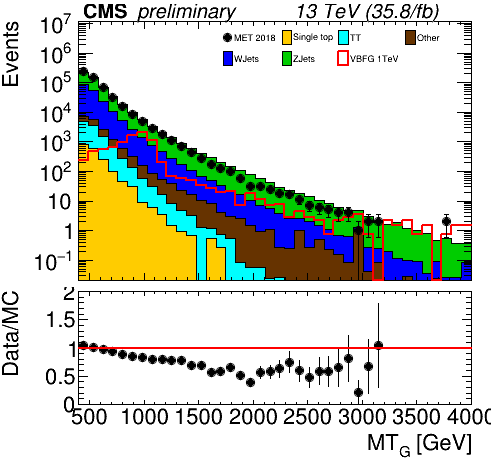 CMS preliminary 13 TeV (35.8/fb)
Events
10^7
10^6
10^5
10^4
10^3
10^2
10
1
10^−1
MET 2018 Single top TT Other
WJets ZJets VBFG 1TeV
Data/MC
2
1.5
1
0.5
0
500 1000 1500 2000 2500 3000 3500 4000
MT_G [GeV]